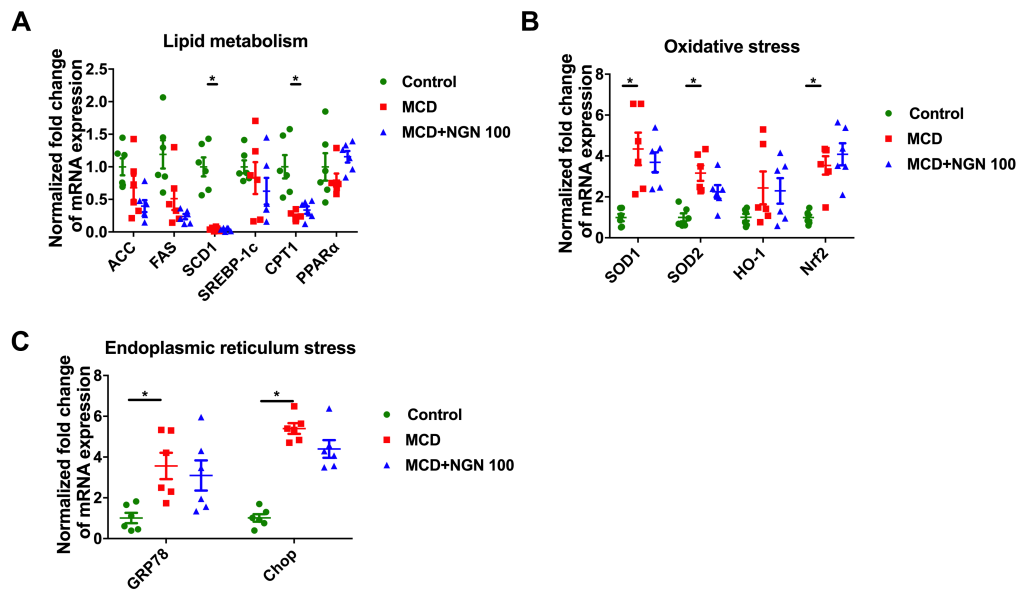 A
Lipid metabolism
Normalized fold change
of mRNA expression
2.5
2.0
1.5
1.0
0.5
0.0
*
*
ACC
FAS
SCD1
SREBP-1c
CPT1
PPARα
Control
MCD
MCD+NGN 100
B
Oxidative stress
Normalized fold change
of mRNA expression
8
6
4
2
0
*
*
*
SOD1
SOD2
HO-1
Nrf2
Control
MCD
MCD+NGN 100
C
Endoplasmic reticulum stress
Normalized fold change
of mRNA expression
8
6
4
2
0
*
*
GRP78
Chop
Control
MCD
MCD+NGN 100